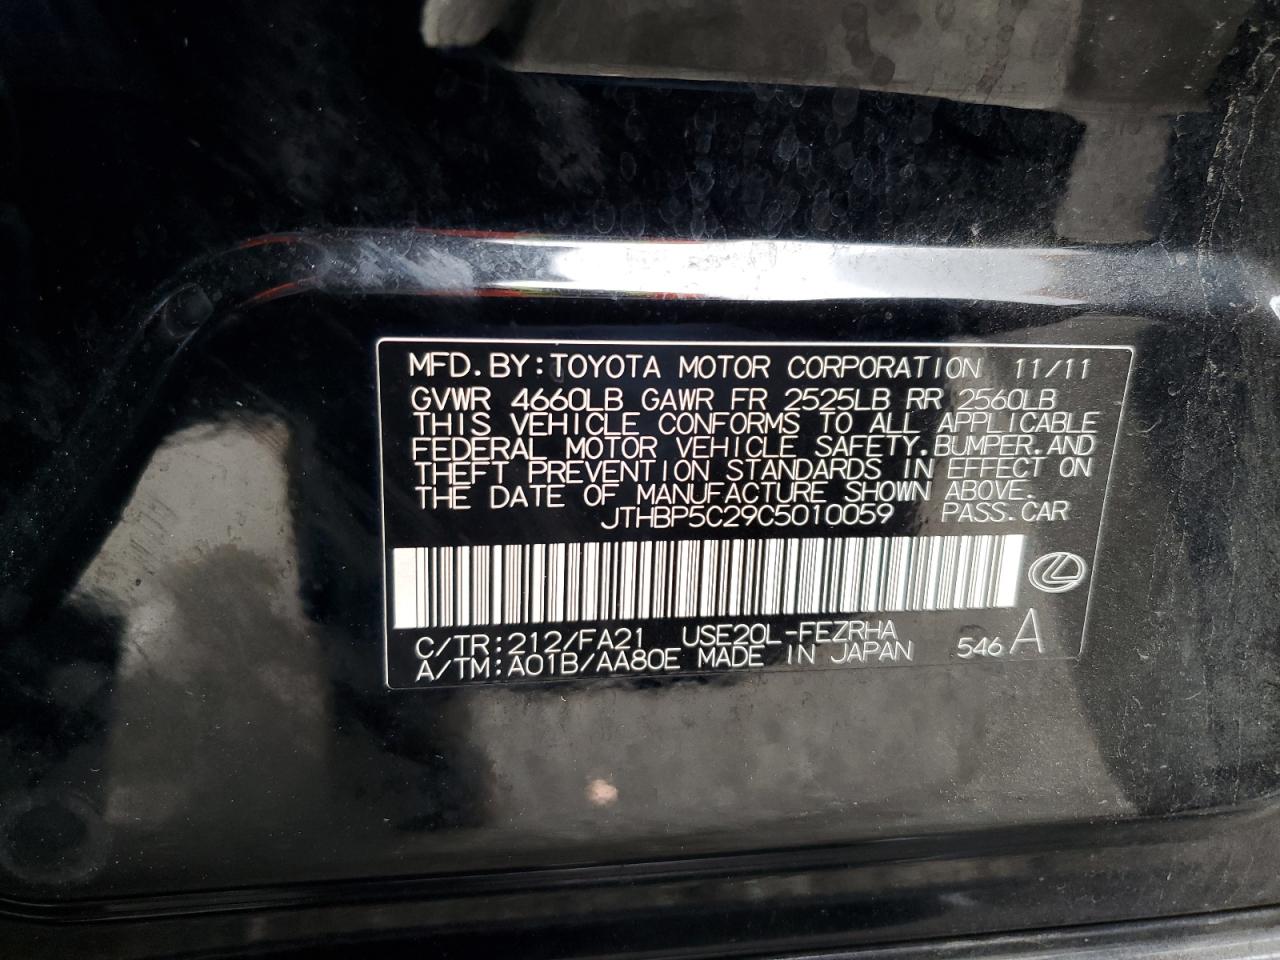 MFD.BY:TOYOTA MOTOR CORPORATION 11/11
GVWR 4660LB GAWR FR 2525LB RR 2560LB
THIS VEHICLE CONFORMS TO ALL APPLICABLE
FEDERAL MOTOR VEHICLE SAFETY.BUMPER.AND
THEFT PREVENTION STANDARDS IN EFFECT ON
THE DATE OF MANUFACTURE SHOWN ABOVE.
JTHBP5C29C5010059 PASS.CAR
C/TR:212/FA21 USE20L-FEZRHA
A/TM:A01B/AA80E MADE IN JAPAN 546 A